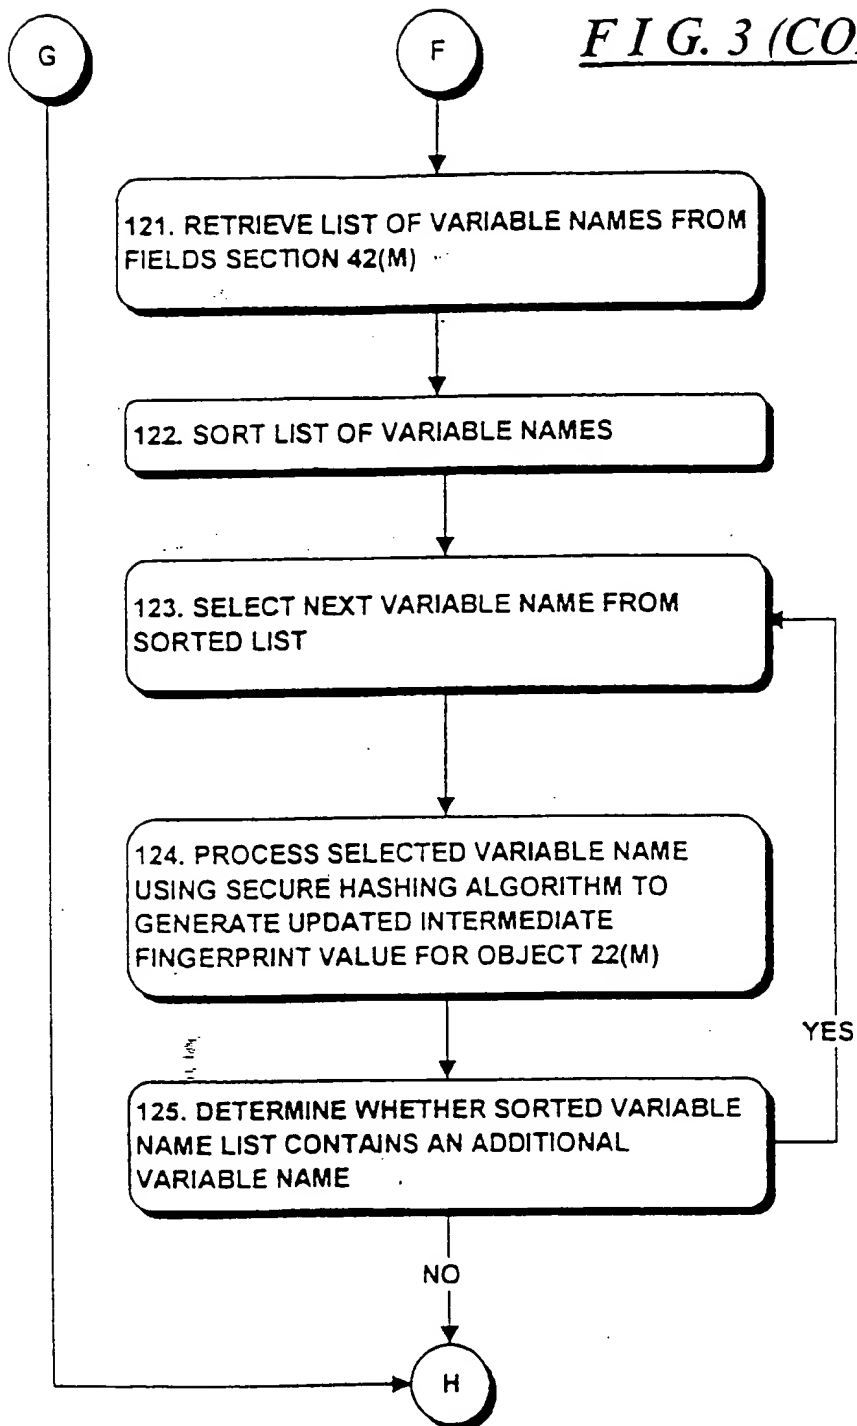 G
F
F I G. 3 (CO
121. RETRIEVE LIST OF VARIABLE NAMES FROM
FIELDS SECTION 42(M)
122. SORT LIST OF VARIABLE NAMES
123. SELECT NEXT VARIABLE NAME FROM
SORTED LIST
124. PROCESS SELECTED VARIABLE NAME
USING SECURE HASHING ALGORITHM TO
GENERATE UPDATED INTERMEDIATE
FINGERPRINT VALUE FOR OBJECT 22(M)
YES
125. DETERMINE WHETHER SORTED VARIABLE
NAME LIST CONTAINS AN ADDITIONAL
VARIABLE NAME
NO
H